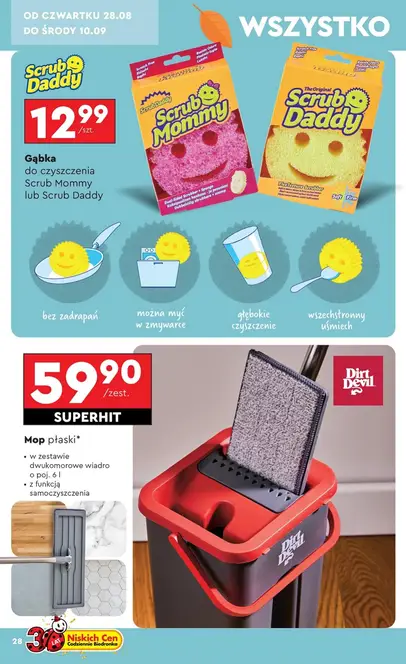 OD CZWARTKU 28.08
DO ŚRODY 10.09
WSZYSTKO
Scrub
Daddy
12 99
/szt.
Gąbka
do czyszczenia
Scrub Mommy
lub Scrub Daddy
Scrub Daddy
Scrub
Mommy
The Original
Scrub
Daddy
bez zadrapań
można myć
w zmywarce
głębokie
czyszczenie
wszechstronny
uśmiech
59 90
/zest.
SUPERHIT
Mop płaski*
• w zestawie
dwukomorowe wiadro
o poj. 6 l
• z funkcją
samoczyszczenia
Dirt
Devil
Dirt
Devil
28
30 LAT
Niskich Cen
Codziennie Biedronka